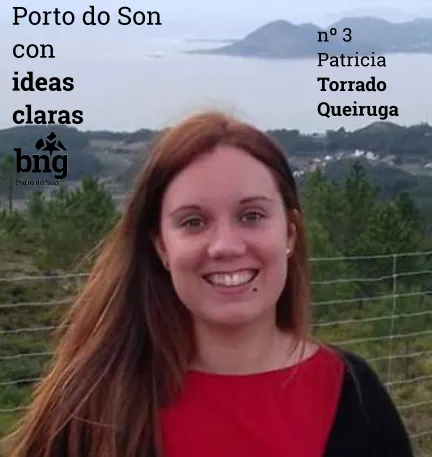 Porto do Son
con
ideas
claras
bng
Porto do Son
nº 3
Patricia
Torrado
Queiruga